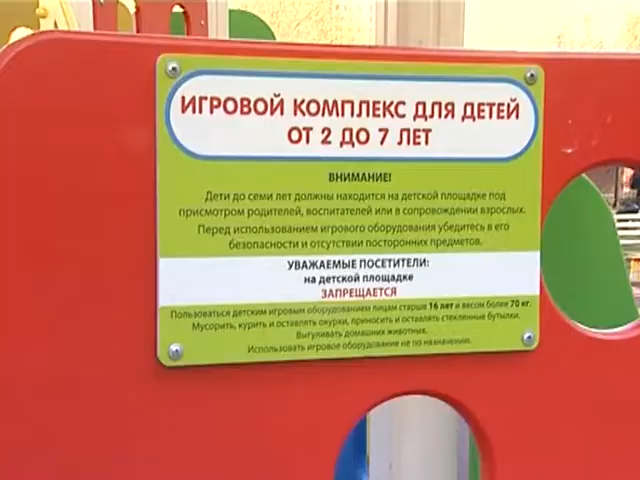 ИГРОВОЙ КОМПЛЕКС ДЛЯ ДЕТЕЙ
ОТ 2 ДО 7 ЛЕТ
ВНИМАНИЕ!
Дети до семи лет должны находится на детской площадке под
присмотром родителей, воспитателей или в сопровождении взрослых.
Перед использованием игрового оборудования убедитесь в его
безопасности и отсутствии посторонних предметов.
УВАЖАЕМЫЕ ПОСЕТИТЕЛИ:
на детской площадке
ЗАПРЕЩАЕТСЯ
Пользоваться детским игровым оборудованием лицам старше 16 лет и весом более 70 кг.
Мусорить, курить и оставлять окурки, приносить и оставлять стеклянные бутылки.
Выгуливать домашних животных.
Использовать игровое оборудование не по назначению.